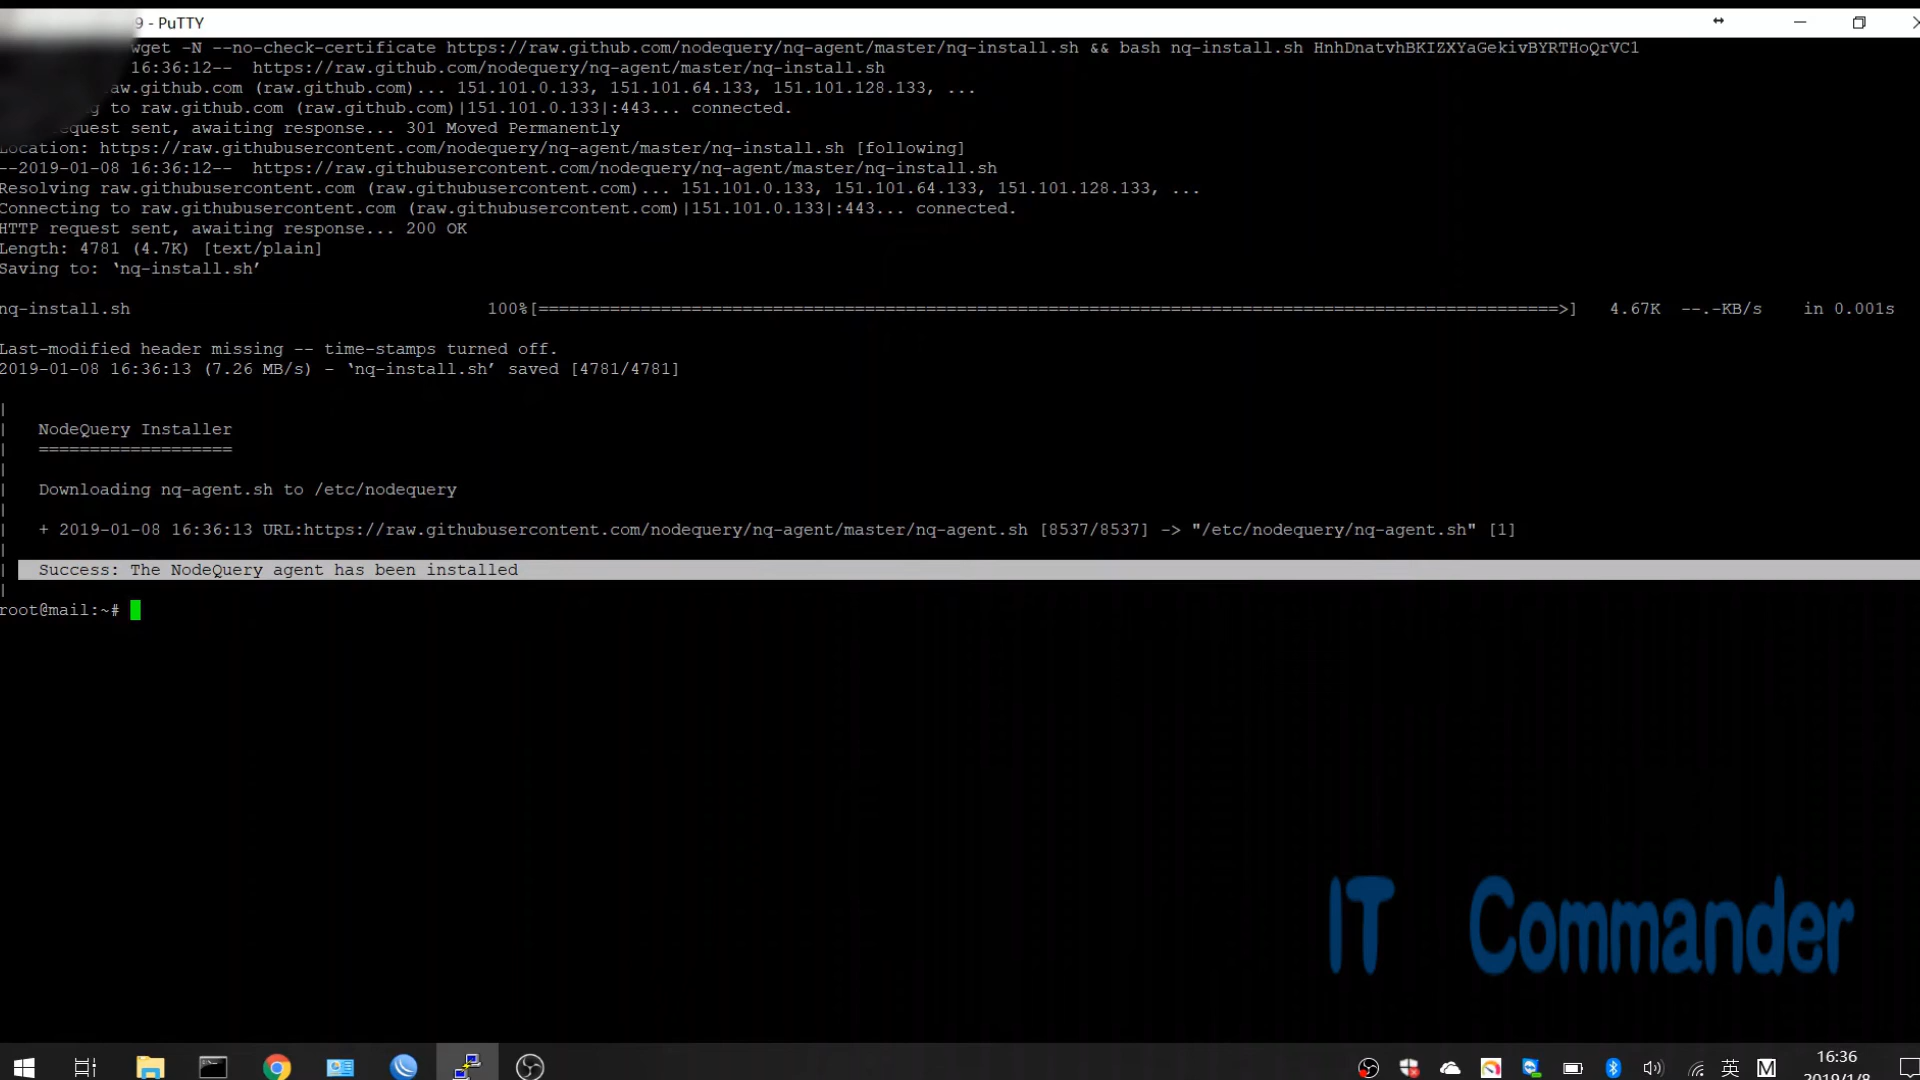 9 - PuTTY
wget -N --no-check-certificate https://raw.github.com/nodequery/nq-agent/master/nq-install.sh && bash nq-install.sh HnhDnatvhBKIZXYaGekivBYRTHoQrVC1
16:36:12-- https://raw.github.com/nodequery/nq-agent/master/nq-install.sh
aw.github.com (raw.github.com)... 151.101.0.133, 151.101.64.133, 151.101.128.133, ...
g to raw.github.com (raw.github.com)|151.101.0.133|:443... connected.
equest sent, awaiting response... 301 Moved Permanently
Location: https://raw.githubusercontent.com/nodequery/nq-agent/master/nq-install.sh [following]
--2019-01-08 16:36:12-- https://raw.githubusercontent.com/nodequery/nq-agent/master/nq-install.sh
Resolving raw.githubusercontent.com (raw.githubusercontent.com)... 151.101.0.133, 151.101.64.133, 151.101.128.133, ...
Connecting to raw.githubusercontent.com (raw.githubusercontent.com)|151.101.0.133|:443... connected.
HTTP request sent, awaiting response... 200 OK
Length: 4781 (4.7K) [text/plain]
Saving to: ‘nq-install.sh’
nq-install.sh 100%[====================================================================================================>] 4.67K --.-KB/s in 0.001s
Last-modified header missing -- time-stamps turned off.
2019-01-08 16:36:13 (7.26 MB/s) - ‘nq-install.sh’ saved [4781/4781]
|
| NodeQuery Installer
| ===================
|
| Downloading nq-agent.sh to /etc/nodequery
|
| + 2019-01-08 16:36:13 URL:https://raw.githubusercontent.com/nodequery/nq-agent/master/nq-agent.sh [8537/8537] -> "/etc/nodequery/nq-agent.sh" [1]
|
| Success: The NodeQuery agent has been installed
|
root@mail:~#
IT Commander
英 M 16:36
2019/1/8